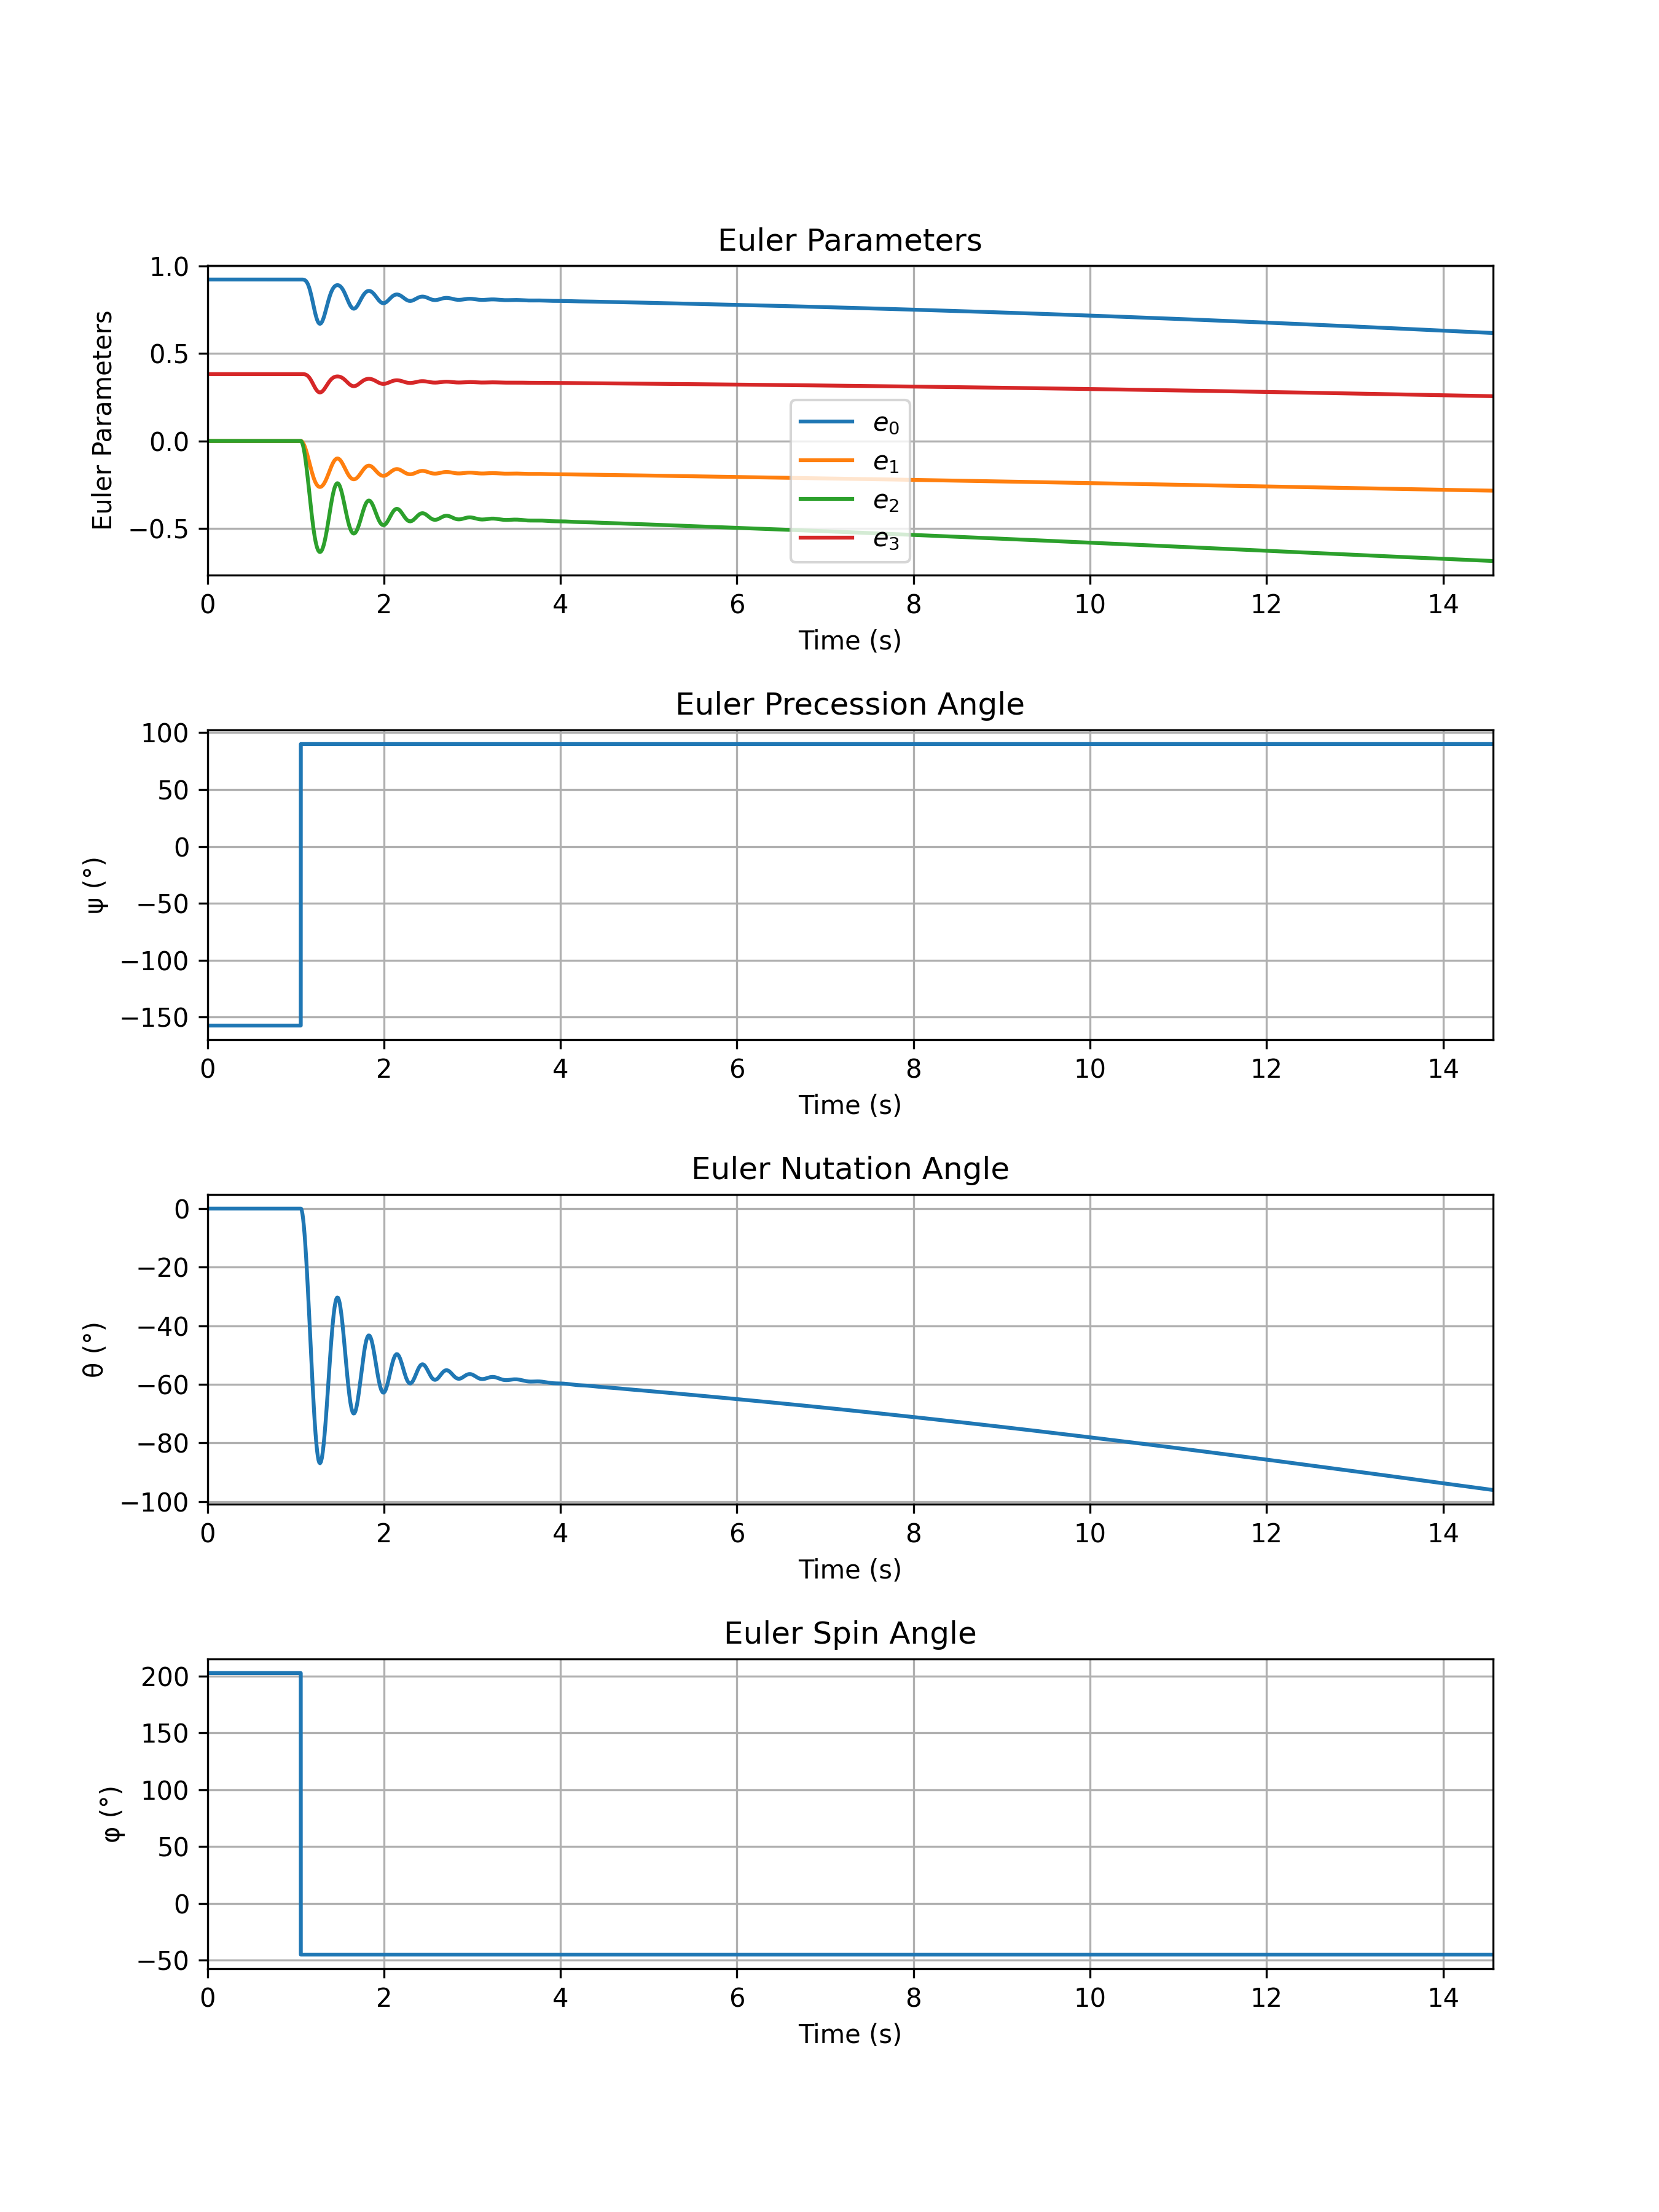 Euler Parameters
1.0
0.5
0.0
−0.5
Euler Parameters
e₀
e₁
e₂
e₃
0 2 4 6 8 10 12 14
Time (s)
Euler Precession Angle
100
50
0
−50
−100
−150
ψ (°)
0 2 4 6 8 10 12 14
Time (s)
Euler Nutation Angle
0
−20
−40
−60
−80
−100
θ (°)
0 2 4 6 8 10 12 14
Time (s)
Euler Spin Angle
200
150
100
50
0
−50
φ (°)
0 2 4 6 8 10 12 14
Time (s)